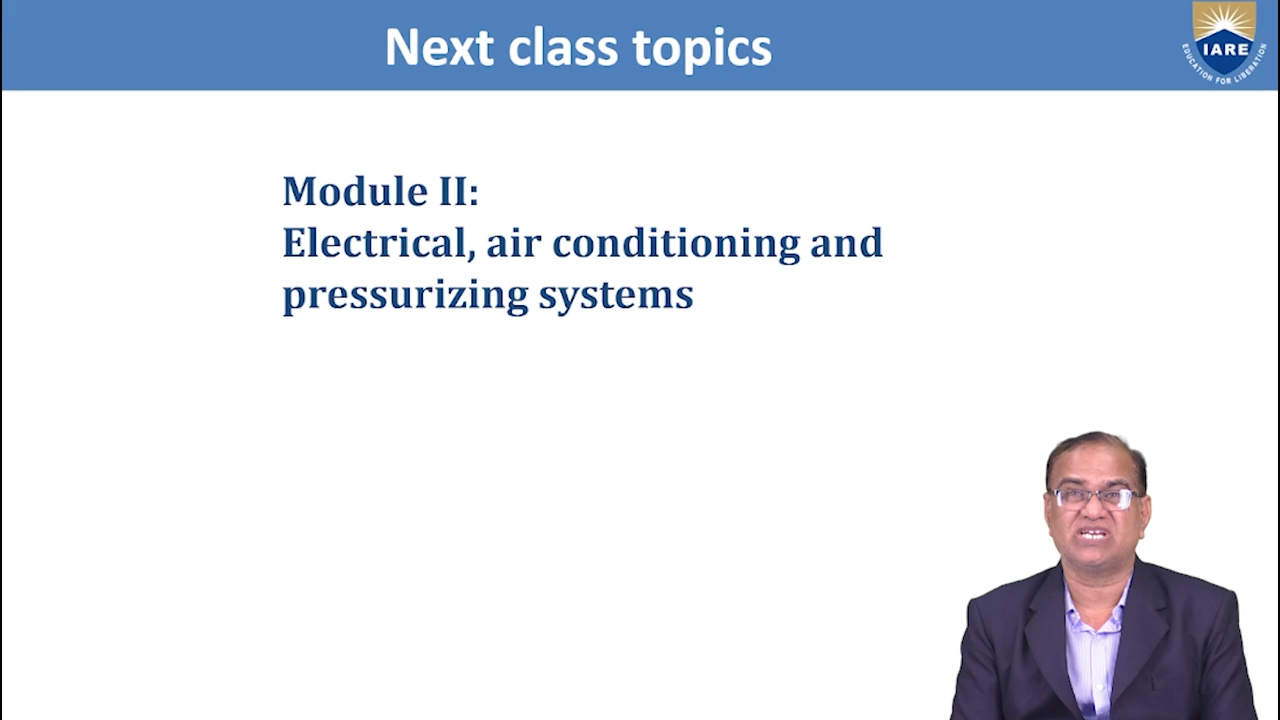 Next class topics
IARE
EDUCATION FOR LIBERATION
Module II:
Electrical, air conditioning and
pressurizing systems